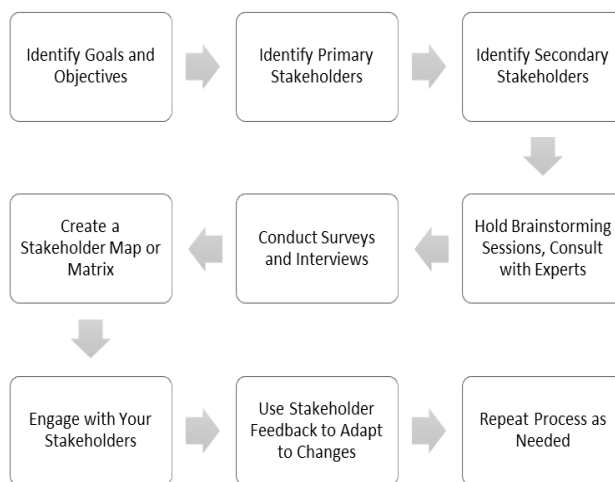 Identify Goals and
Objectives
Identify Primary
Stakeholders
Identify Secondary
Stakeholders
Hold Brainstorming
Sessions, Consult
with Experts
Conduct Surveys
and Interviews
Create a
Stakeholder Map or
Matrix
Engage with Your
Stakeholders
Use Stakeholder
Feedback to Adapt
to Changes
Repeat Process as
Needed